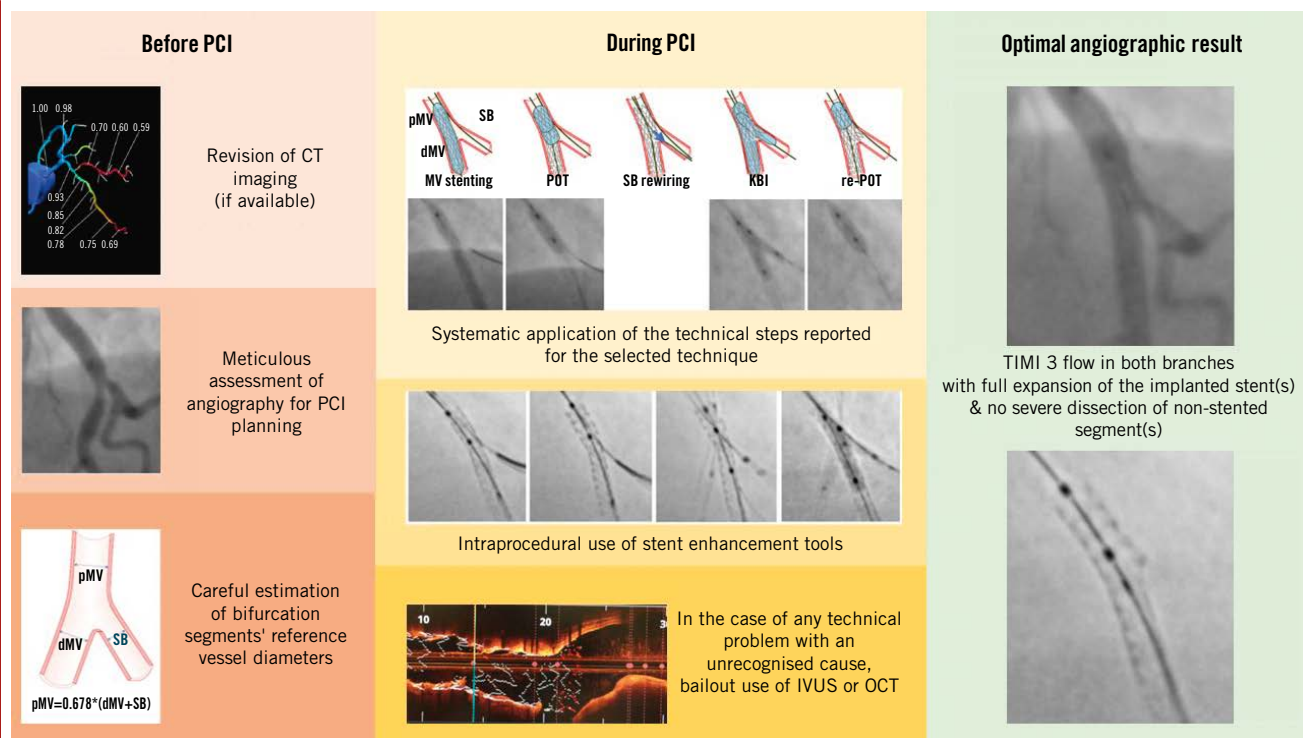 Before PCI
1.00 0.98
0.70 0.60 0.59
0.93
0.85
0.82
0.78 0.75 0.69
Revision of CT
imaging
(if available)
Meticulous
assessment of
angiography for PCI
planning
pMV
dMV SB
pMV=0.678*(dMV+SB)
Careful estimation
of bifurcation
segments' reference
vessel diameters
During PCI
pMV SB
dMV
MV stenting POT SB rewiring KBI re-POT
Systematic application of the technical steps reported
for the selected technique
Intraprocedural use of stent enhancement tools
10 20
In the case of any technical
problem with an
unrecognised cause,
bailout use of IVUS or OCT
Optimal angiographic result
TIMI 3 flow in both branches
with full expansion of the implanted stent(s)
& no severe dissection of non-stented
segment(s)